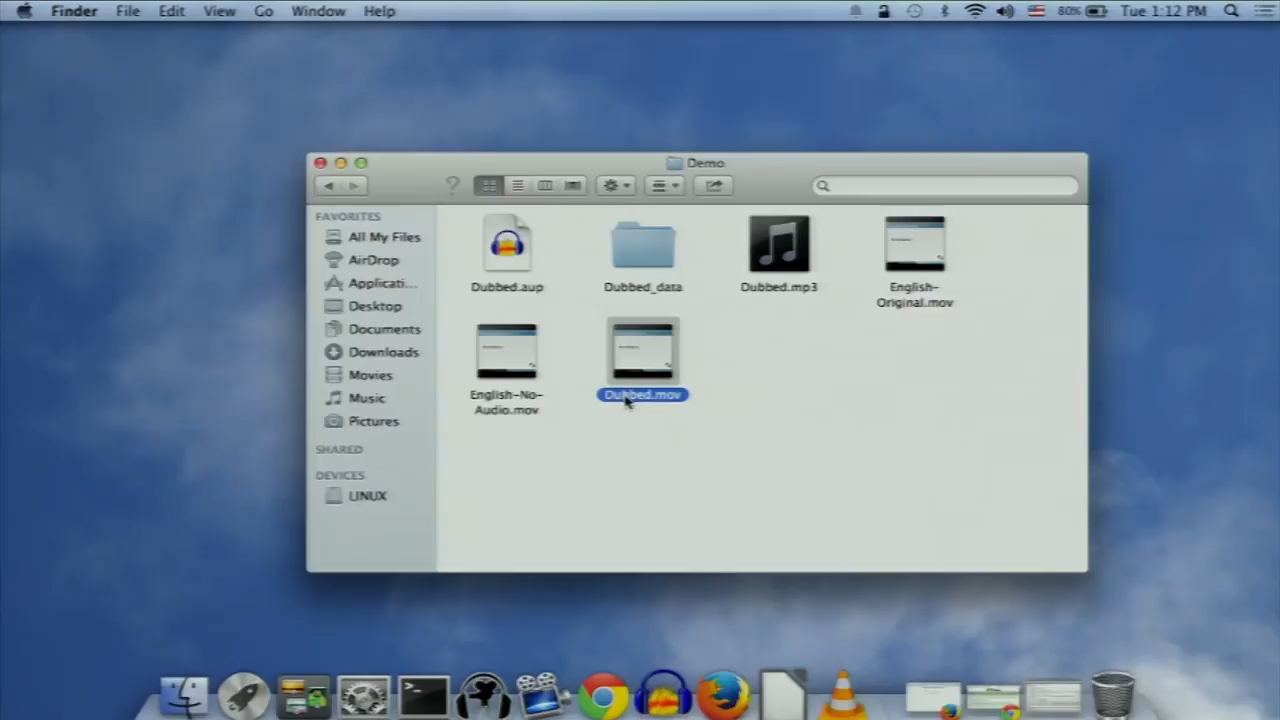 Finder File Edit View Go Window Help 80% Tue 1:12 PM
Demo
FAVORITES
All My Files
AirDrop
Applicati...
Desktop
Documents
Downloads
Movies
Music
Pictures
SHARED
DEVICES
LINUX
Dubbed.aup
Dubbed_data
Dubbed.mp3
English-
Original.mov
English-No-
Audio.mov
Dubbed.mov